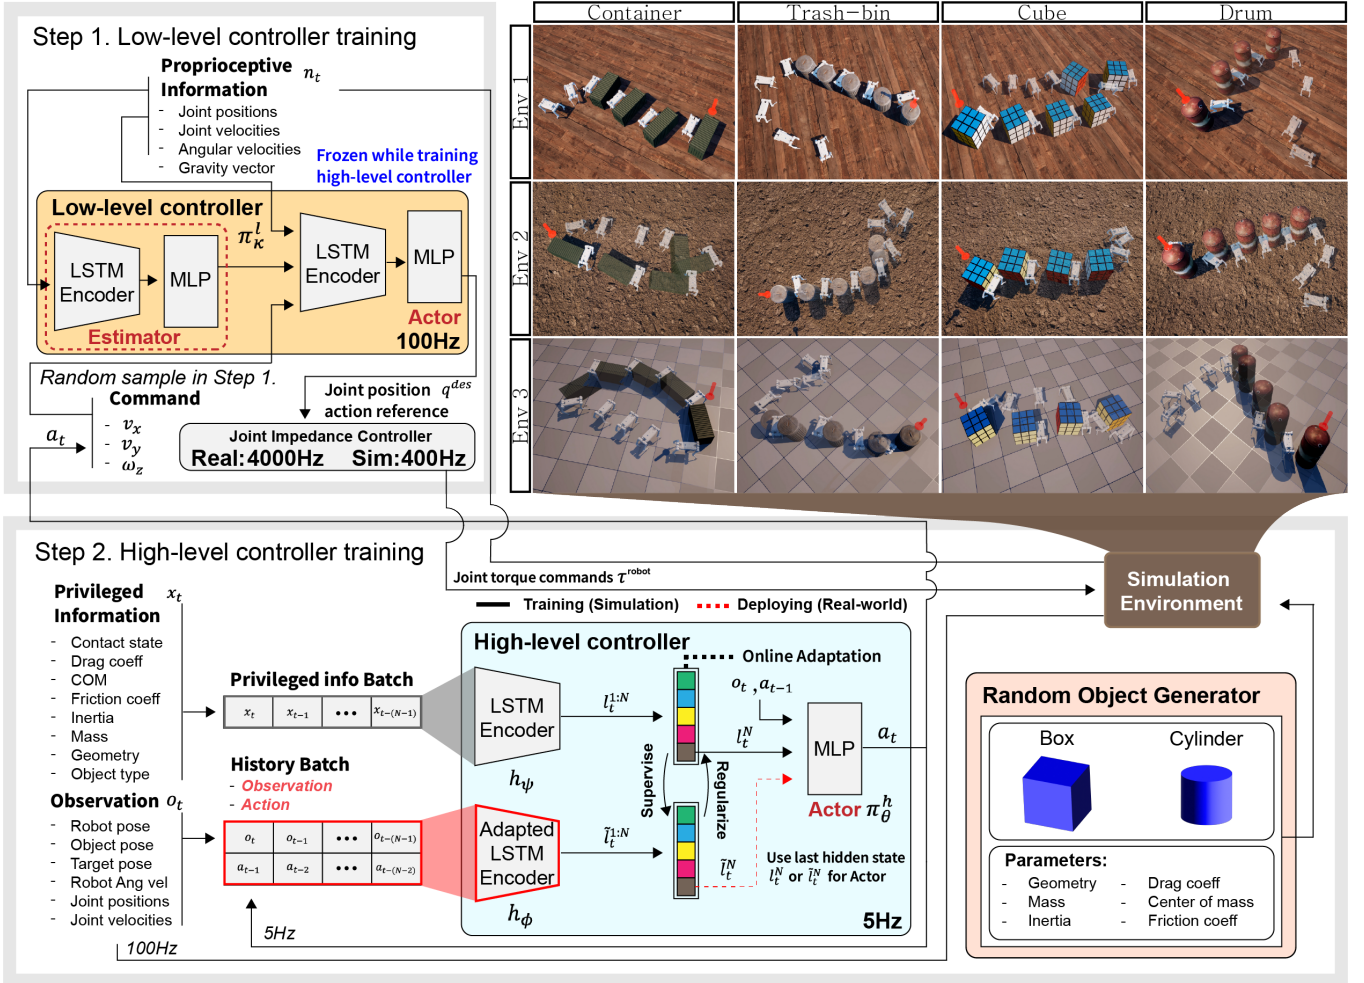 Step 1. Low-level controller training
Proprioceptive
Information
n_t
- Joint positions
- Joint velocities
- Angular velocities
- Gravity vector
Frozen while training
high-level controller
Low-level controller
π^l_κ
LSTM
Encoder
MLP
Estimator
LSTM
Encoder
MLP
Actor
100Hz
Random sample in Step 1.
Command
- v_x
- v_y
- ω_z
a_t
Joint position q^des
action reference
Joint Impedance Controller
Real:4000Hz Sim:400Hz
Container
Trash-bin
Cube
Drum
Env 1
Env 2
Env 3
Step 2. High-level controller training
Joint torque commands τ^robot
Training (Simulation)
Deploying (Real-world)
Simulation
Environment
Privileged
Information
x_t
- Contact state
- Drag coeff
- COM
- Friction coeff
- Inertia
- Mass
- Geometry
- Object type
Observation o_t
- Robot pose
- Object pose
- Target pose
- Robot Ang vel
- Joint positions
- Joint velocities
100Hz
5Hz
Privileged info Batch
x_t x_{t-1} ••• x_{t-(N-1)}
History Batch
- Observation
- Action
o_t o_{t-1} ••• o_{t-(N-1)}
a_{t-1} a_{t-2} ••• a_{t-(N-2)}
High-level controller
Online Adaptation
LSTM
Encoder
h_ψ
l_t^{1:N}
Adapted
LSTM
Encoder
h_ϕ
l̃_t^{1:N}
Supervise
Regularize
o_t , a_{t-1}
l_t^N
l̃_t^N
MLP
Actor π_θ^h
a_t
Use last hidden state
l_t^N or l̃_t^N for Actor
5Hz
Random Object Generator
Box
Cylinder
Parameters:
- Geometry
- Mass
- Inertia
- Drag coeff
- Center of mass
- Friction coeff